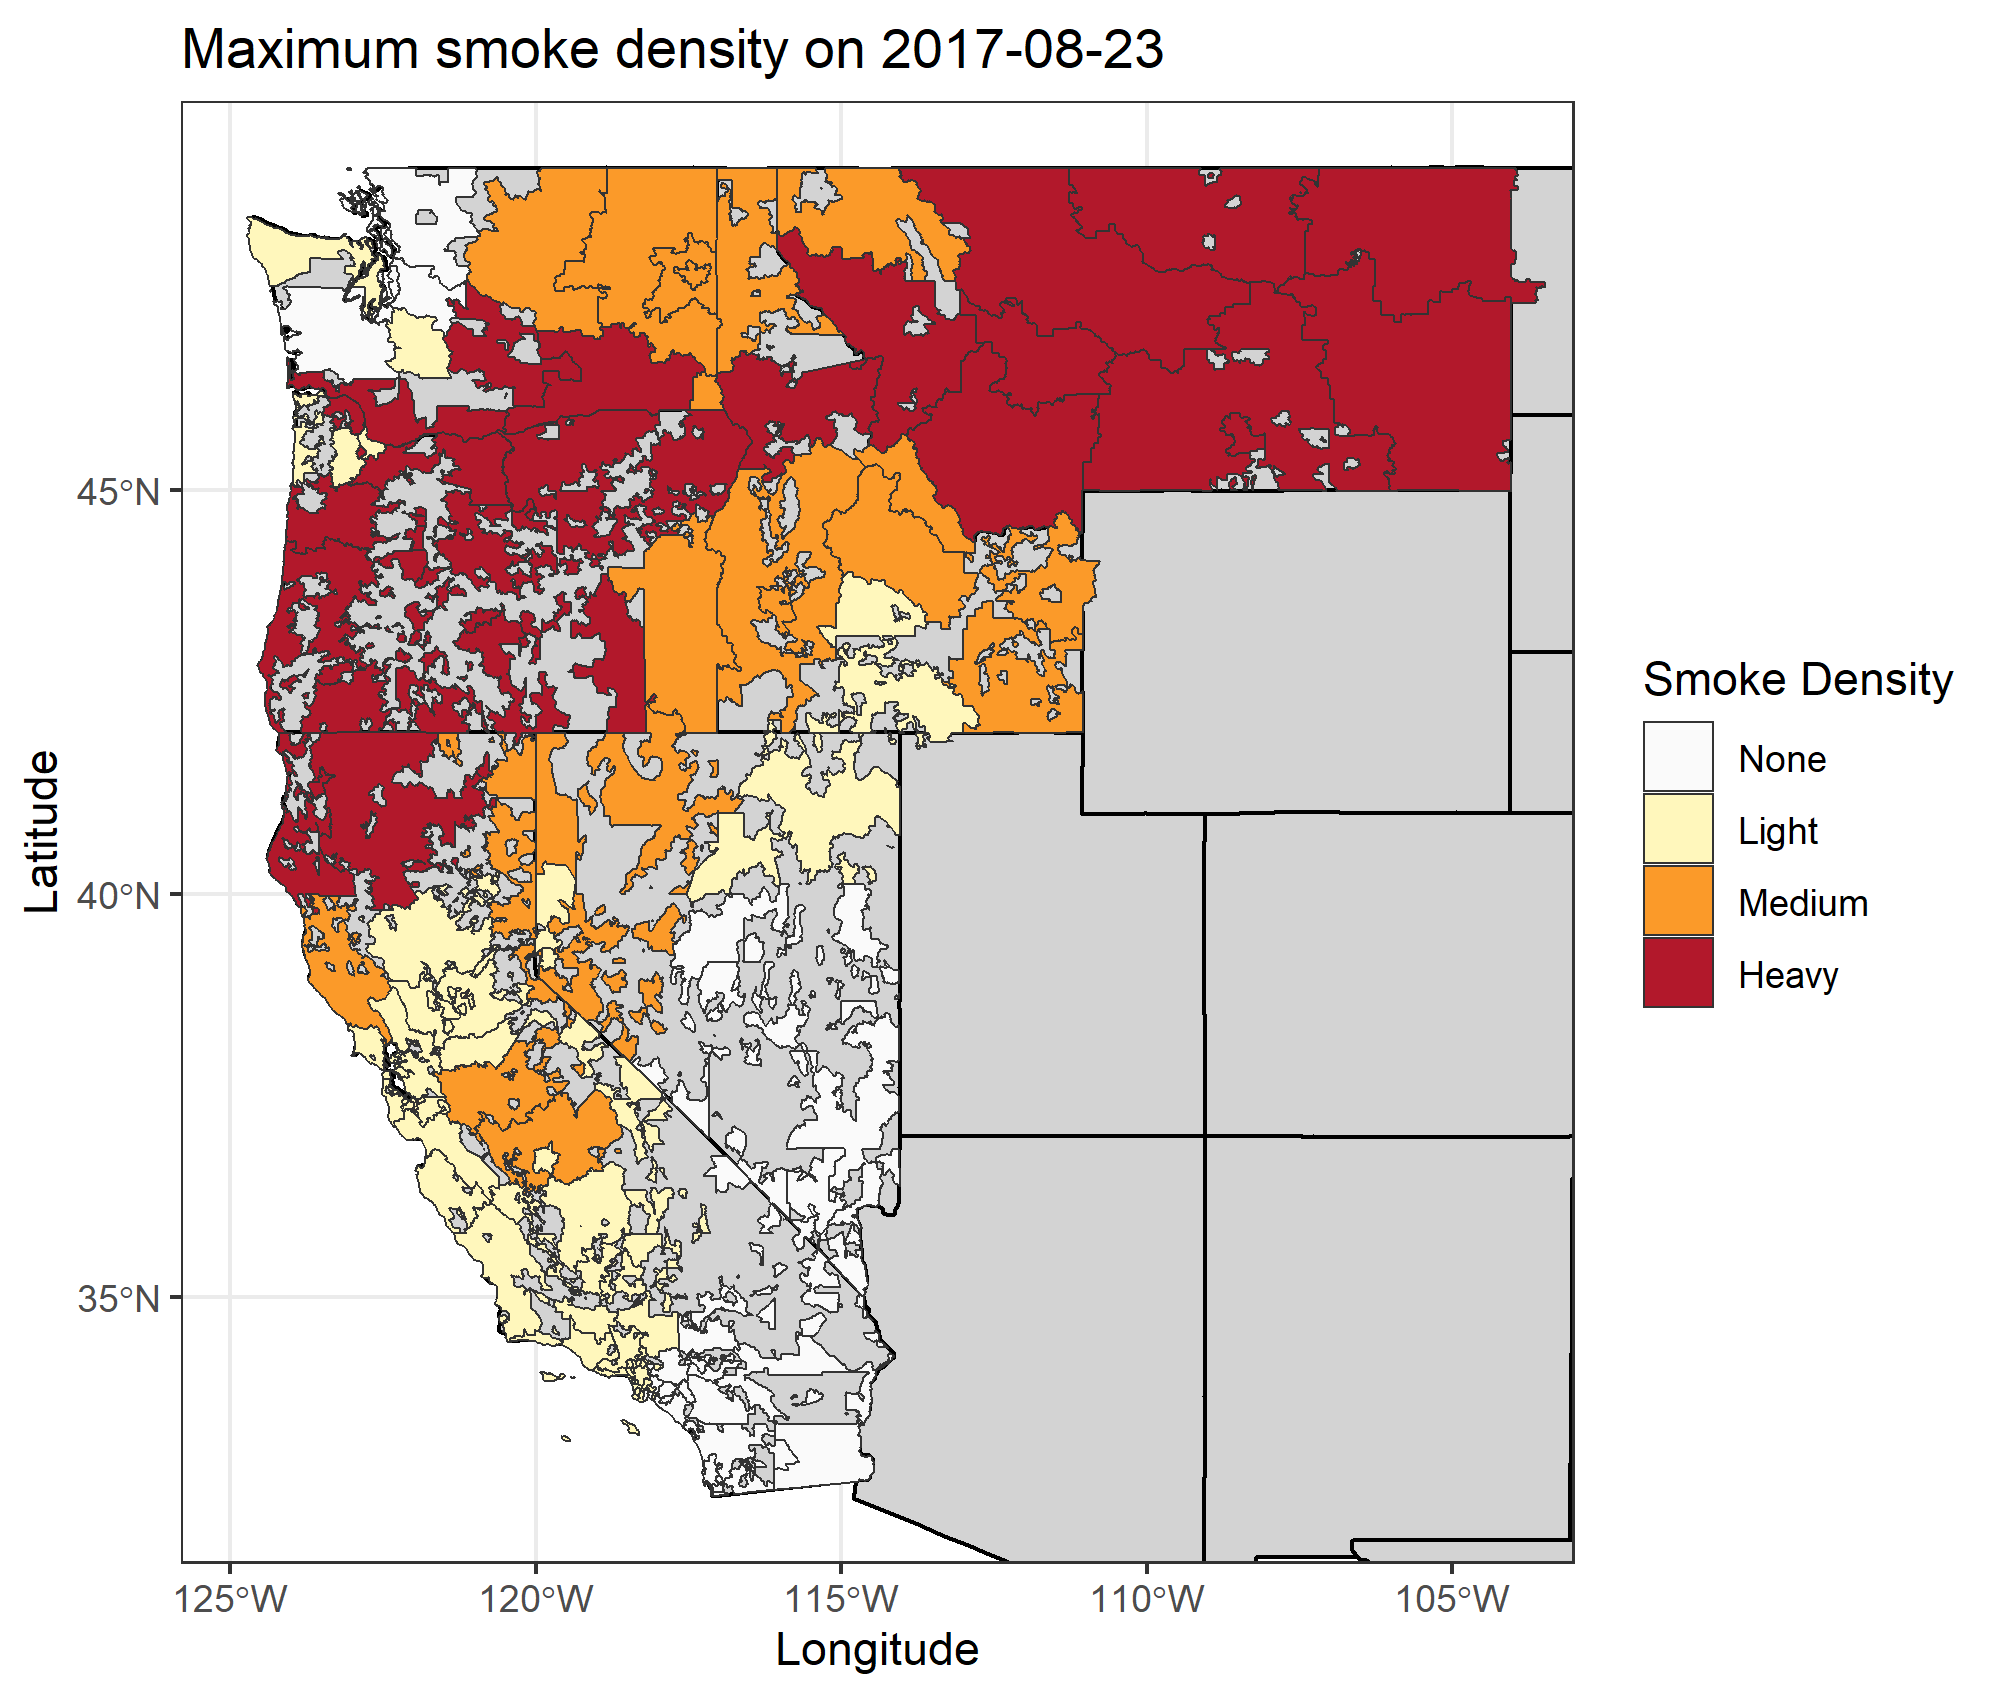 Maximum smoke density on 2017-08-23
45°N
40°N
35°N
Latitude
125°W
120°W
115°W
110°W
105°W
Longitude
Smoke Density
None
Light
Medium
Heavy